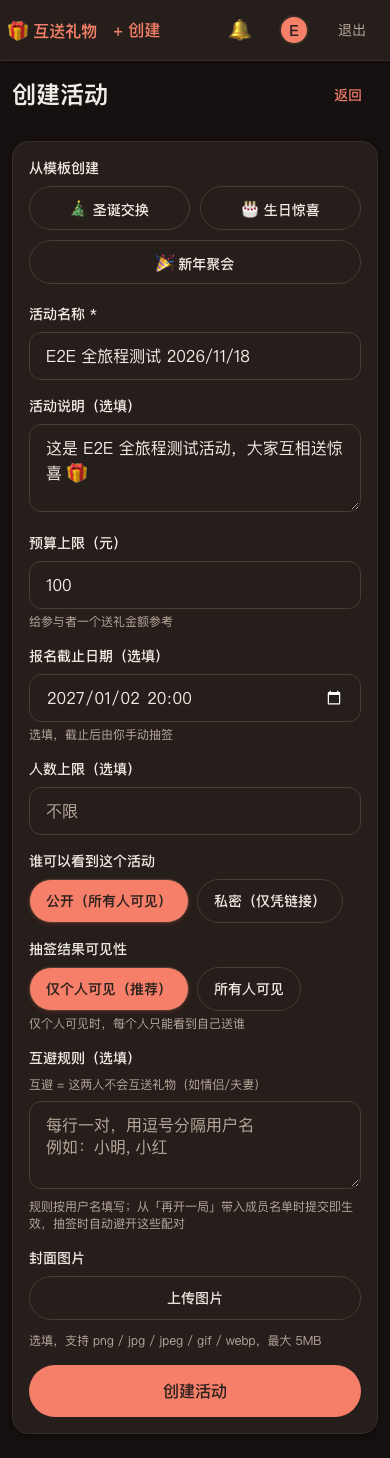 🎁 互送礼物 + 创建 🔔 E 退出
创建活动 返回
从模板创建
🎄 圣诞交换 🎂 生日惊喜
🎉 新年聚会
活动名称 *
E2E 全旅程测试 2026/11/18
活动说明（选填）
这是 E2E 全旅程测试活动，大家互相送惊
喜 🎁
预算上限（元）
100
给参与者一个送礼金额参考
报名截止日期（选填）
2027/01/02 20:00
选填，截止后由你手动抽签
人数上限（选填）
不限
谁可以看到这个活动
公开（所有人可见） 私密（仅凭链接）
抽签结果可见性
仅个人可见（推荐） 所有人可见
仅个人可见时，每个人只能看到自己送谁
互避规则（选填）
互避 = 这两人不会互送礼物（如情侣/夫妻）
每行一对，用逗号分隔用户名
例如：小明, 小红
规则按用户名填写；从「再开一局」带入成员名单时提交即生
效，抽签时自动避开这些配对
封面图片
上传图片
选填，支持 png / jpg / jpeg / gif / webp，最大 5MB
创建活动